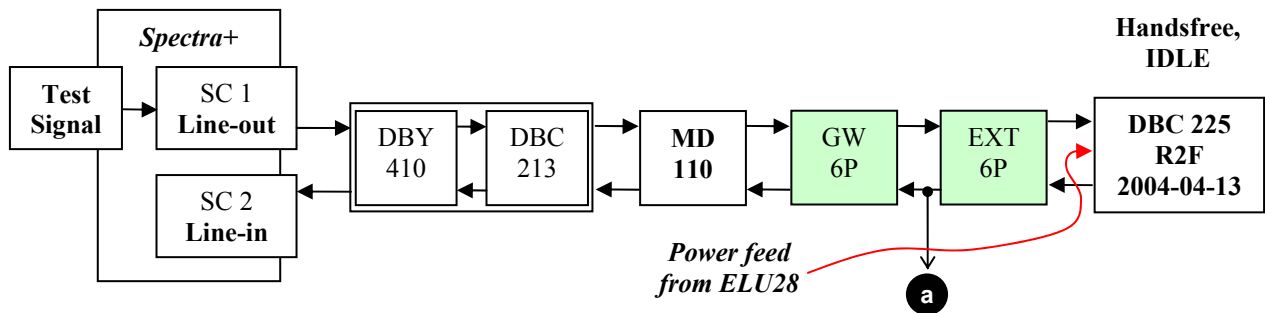 Spectra+
Handsfree,
IDLE
Test
Signal
SC 1
Line-out
DBY
410
DBC
213
MD
110
GW
6P
EXT
6P
DBC 225
R2F
2004-04-13
SC 2
Line-in
Power feed
from ELU28
a